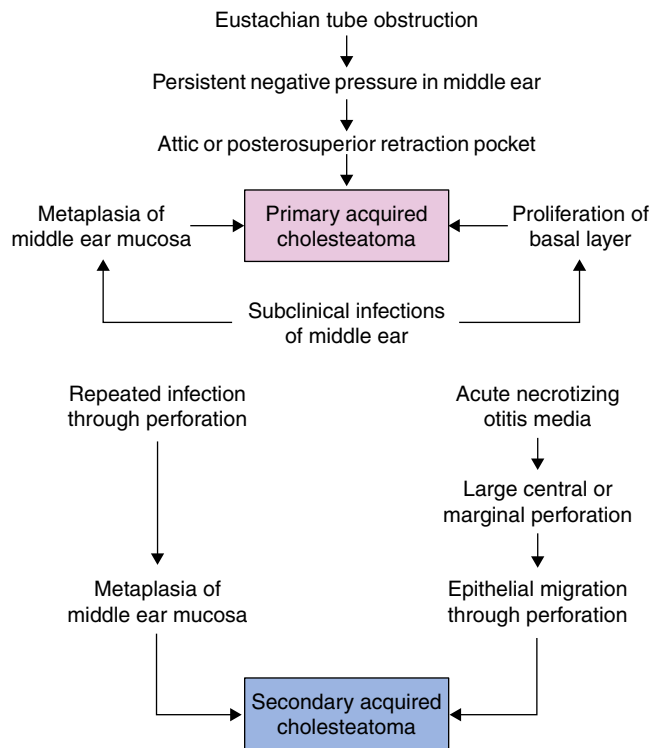 Eustachian tube obstruction
Persistent negative pressure in middle ear
Attic or posterosuperior retraction pocket
Metaplasia of
middle ear mucosa
Primary acquired
cholesteatoma
Proliferation of
basal layer
Subclinical infections
of middle ear
Repeated infection
through perforation
Acute necrotizing
otitis media
Large central or
marginal perforation
Metaplasia of
middle ear mucosa
Epithelial migration
through perforation
Secondary acquired
cholesteatoma